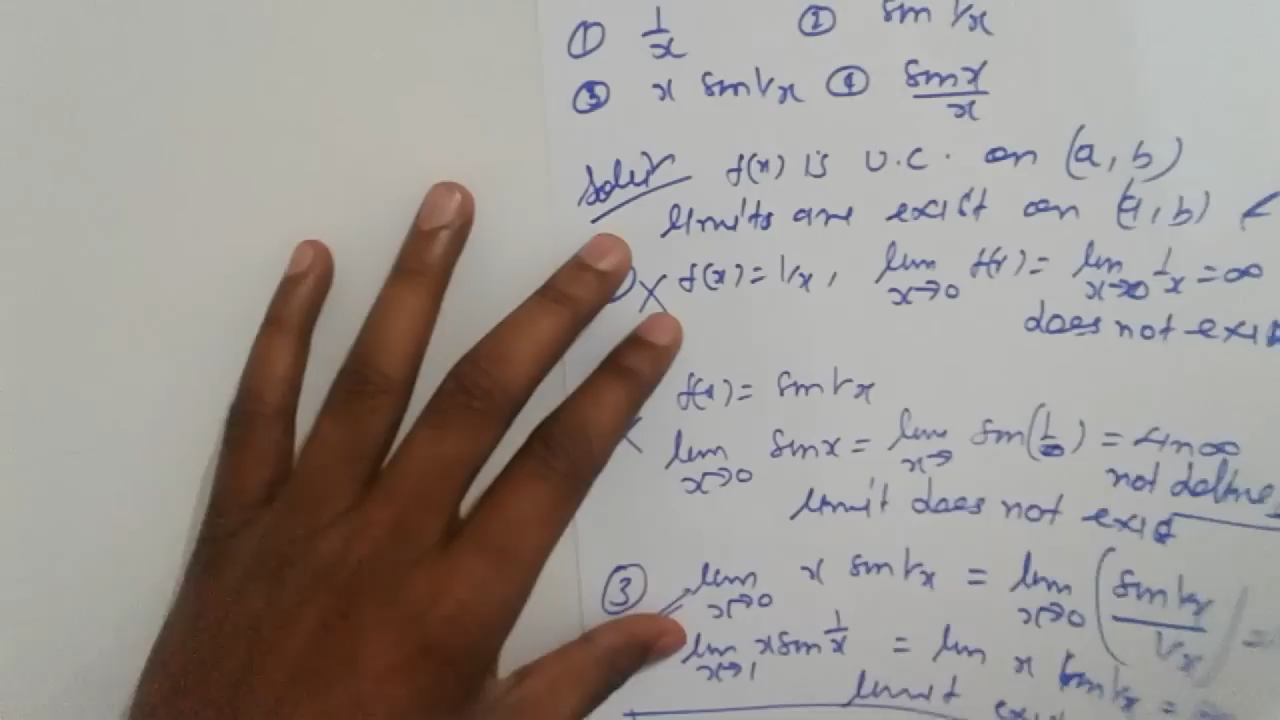 ① 1/x ② sin 1/x
③ x sin 1/x ④ sinx/x
Solu: f(x) is U.C. on (a, b)
limits are exist on (a, b)
f(x) = 1/x, lim x→0 f(x) = lim x→0 1/x = ∞
does not exis
f(x) = sin 1/x
lim x→0 sin x = lim x→ sin(1/0) = sin ∞
not define
limit does not exist
③ lim x→0 x sin 1/x = lim x→0 (sin 1/x / 1/x) =
lim x→1 x sin 1/x = lim x sin 1/x =
limit